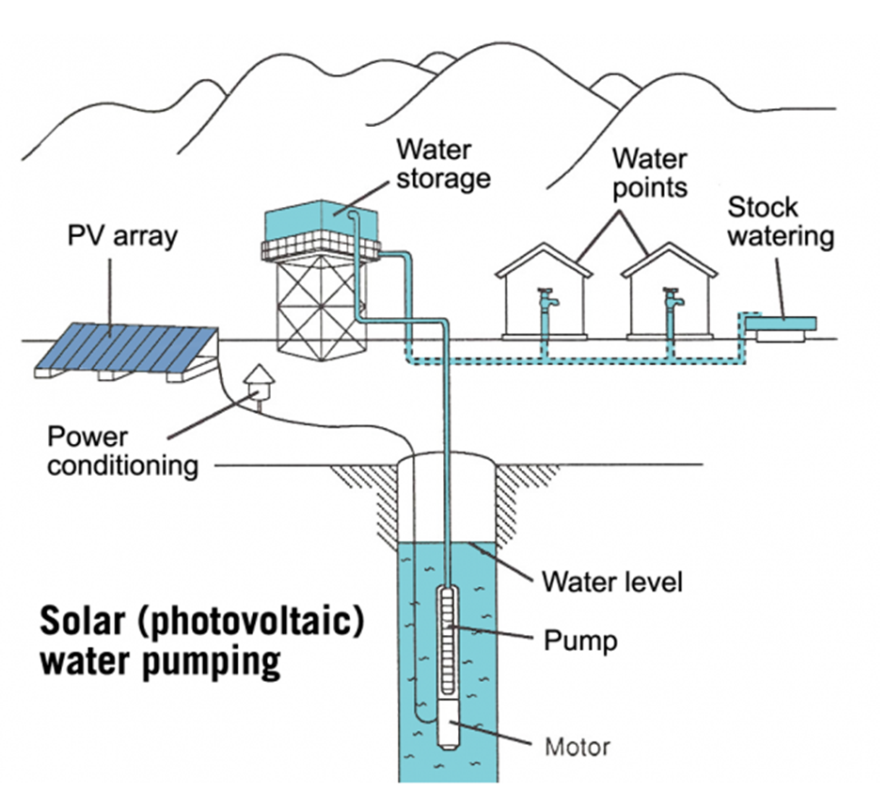 Water
storage
Water
points
Stock
watering
PV array
Power
conditioning
Water level
Solar (photovoltaic)
water pumping
Pump
Motor